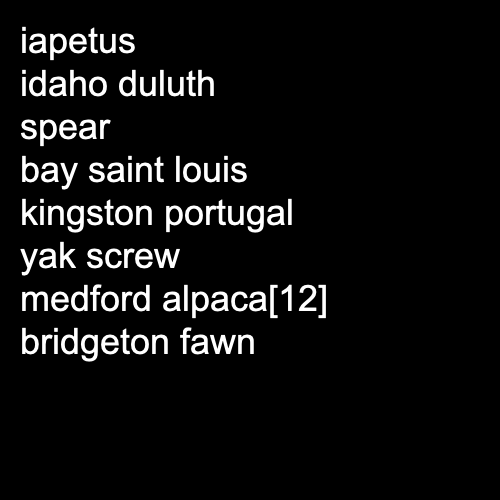 iapetus
idaho duluth
spear
bay saint louis
kingston portugal
yak screw
medford alpaca[12]
bridgeton fawn